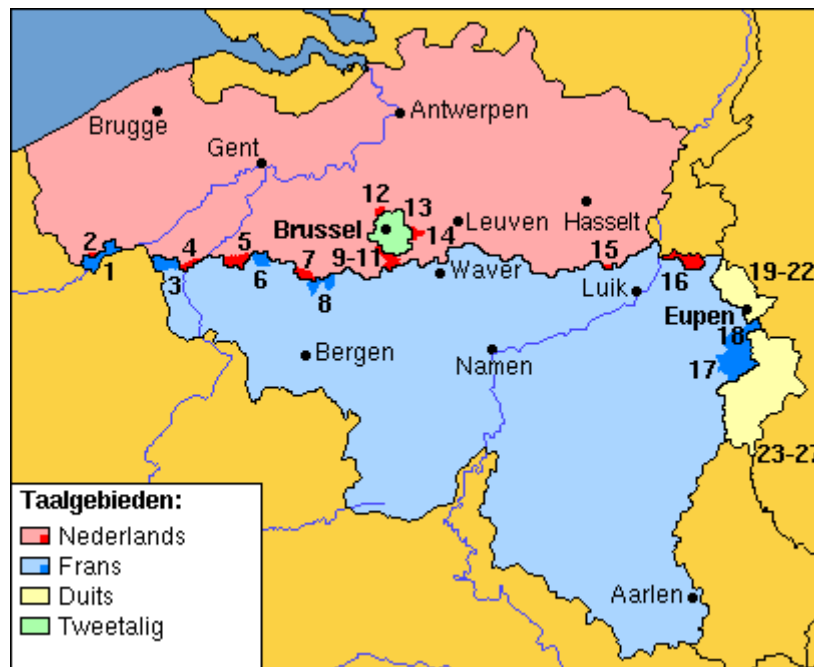 Antwerpen
Brugge
Gent
12
13
Brussel
Leuven
Hasselt
14
2
1
4
3
5
6
7
9-11
8
Waver
15
16
19-22
Luik
Eupen
18
17
Bergen
Namen
23-27
Taalgebieden:
Nederlands
Frans
Duits
Tweetalig
Aarlen